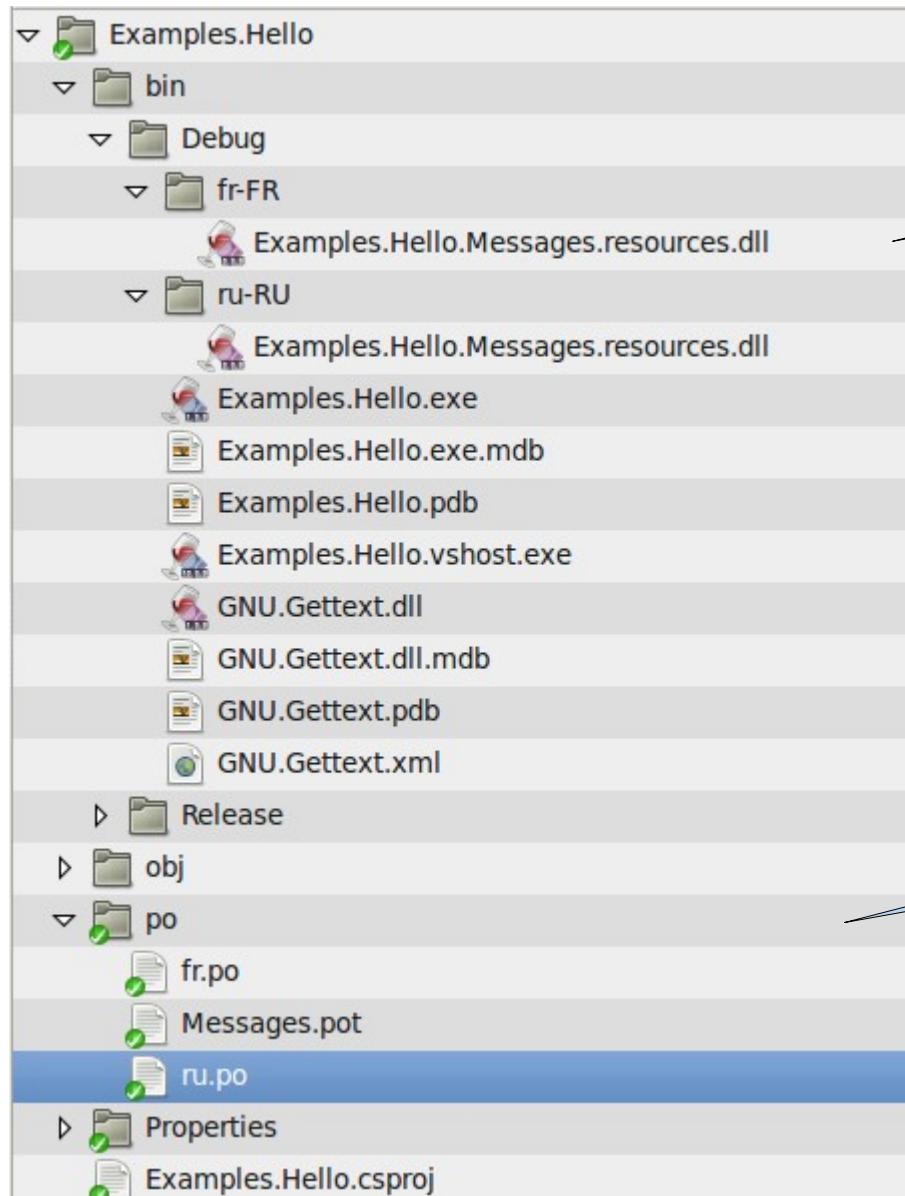 Examples.Hello
bin
Debug
fr-FR
Examples.Hello.Messages.resources.dll
ru-RU
Examples.Hello.Messages.resources.dll
Examples.Hello.exe
Examples.Hello.exe.mdb
Examples.Hello.pdb
Examples.Hello.vshost.exe
GNU.Gettext.dll
GNU.Gettext.dll.mdb
GNU.Gettext.pdb
GNU.Gettext.xml
Release
obj
po
fr.po
Messages.pot
ru.po
Properties
Examples.Hello.csproj